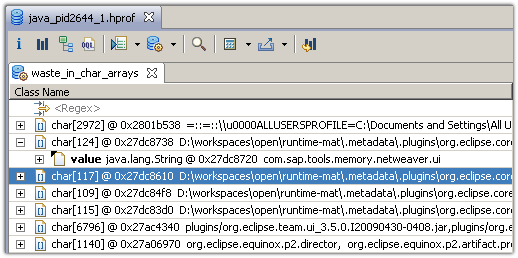 java_pid2644_1.hprof
i OQL
waste_in_char_arrays
Class Name
<Regex>
char[2972] @ 0x2801b538 =::=::\\u0000ALLUSERSPROFILE=C:\Documents and Settings\All U
char[124] @ 0x27dc8738 D:\workspaces\open\runtime-mat\.metadata\.plugins\org.eclipse.core
value java.lang.String @ 0x27dc8720 com.sap.tools.memory.netweaver.ui
char[117] @ 0x27dc8610 D:\workspaces\open\runtime-mat\.metadata\.plugins\org.eclipse.core
char[109] @ 0x27dc84f8 D:\workspaces\open\runtime-mat\.metadata\.plugins\org.eclipse.core
char[115] @ 0x27dc83d0 D:\workspaces\open\runtime-mat\.metadata\.plugins\org.eclipse.core
char[6796] @ 0x27ac4340 plugins/org.eclipse.team.ui_3.5.0.I20090430-0408.jar,plugins/org.e
char[1140] @ 0x27a06970 org.eclipse.equinox.p2.director, org.eclipse.equinox.p2.artifact.pro